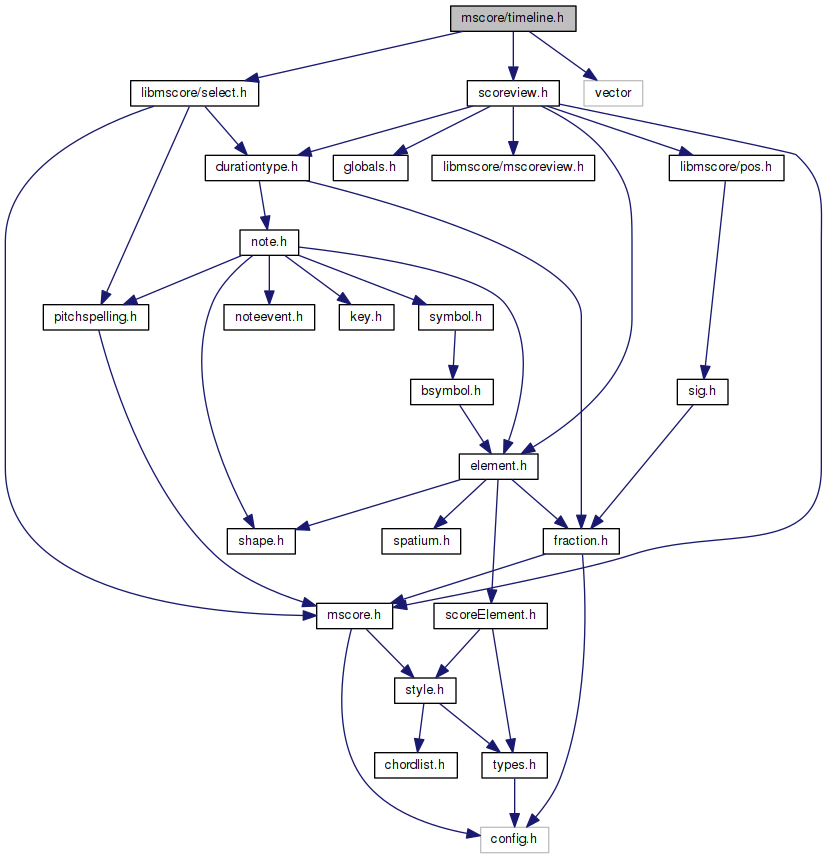 mscore/timeline.h
libmscore/select.h
scoreview.h
vector
durationtype.h
globals.h
libmscore/mscoreview.h
libmscore/pos.h
note.h
pitchspelling.h
noteevent.h
key.h
symbol.h
bsymbol.h
sig.h
element.h
shape.h
spatium.h
fraction.h
mscore.h
scoreElement.h
style.h
chordlist.h
types.h
config.h